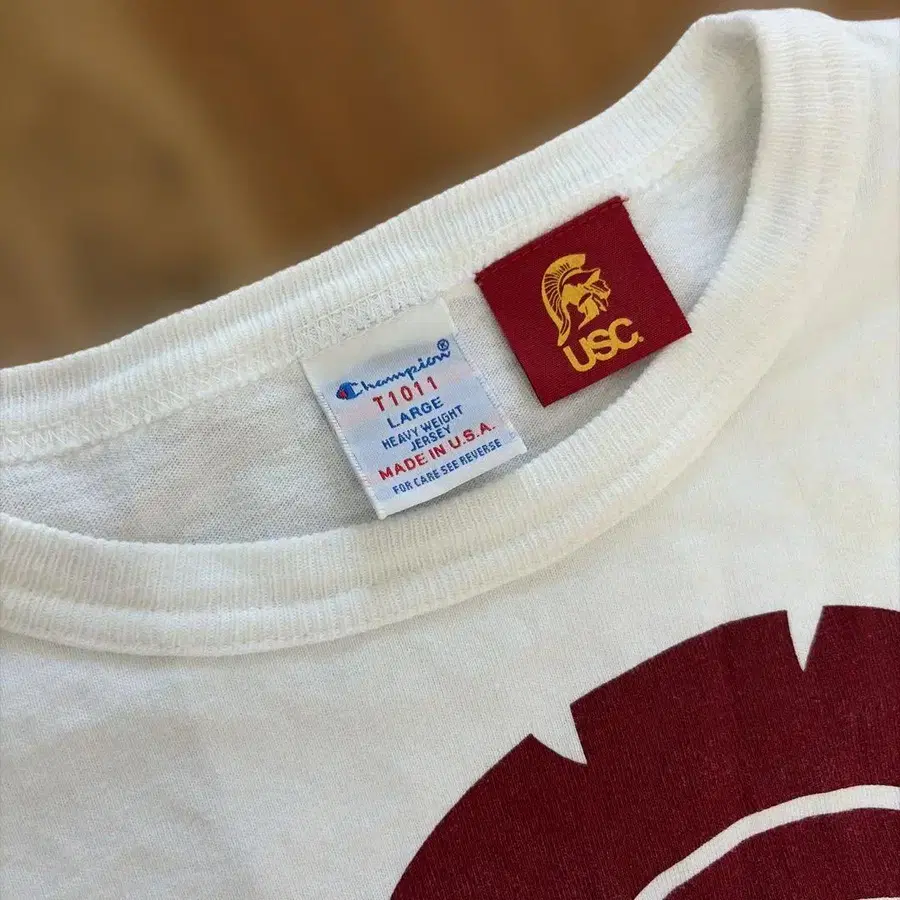 Champion®
T1011
LARGE
HEAVY WEIGHT
JERSEY
MADE IN U.S.A.
FOR CARE SEE REVERSE
USC.